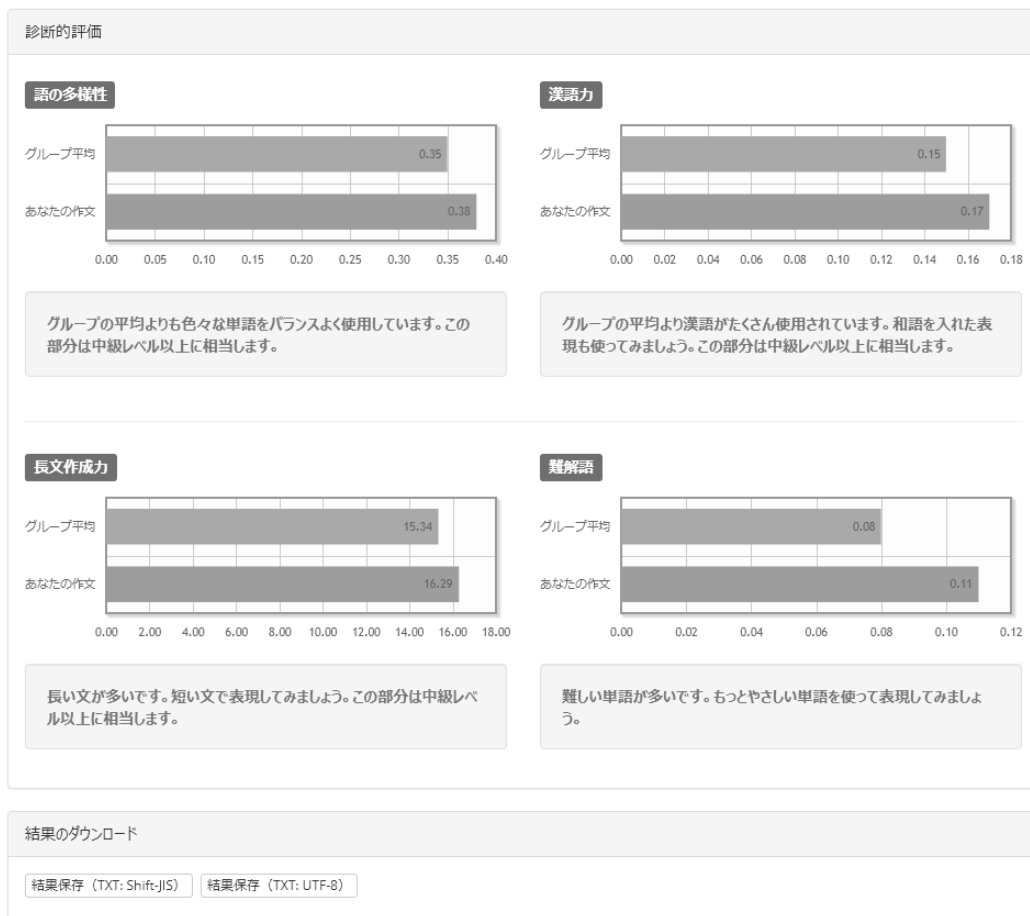 診断的評価
語の多様性
グループ平均
0.35
あなたの作文
0.38
0.00 0.05 0.10 0.15 0.20 0.25 0.30 0.35 0.40
グループの平均よりも色々な単語をバランスよく使用しています。この
部分は中級レベル以上に相当します。
漢語力
グループ平均
0.15
あなたの作文
0.17
0.00 0.02 0.04 0.06 0.08 0.10 0.12 0.14 0.16 0.18
グループの平均より漢語がたくさん使用されています。和語を入れた表
現も使ってみましょう。この部分は中級レベル以上に相当します。
長文作成力
グループ平均
15.34
あなたの作文
16.29
0.00 2.00 4.00 6.00 8.00 10.00 12.00 14.00 16.00 18.00
長い文が多いです。短い文で表現してみましょう。この部分は中級レベ
ル以上に相当します。
難解語
グループ平均
0.08
あなたの作文
0.11
0.00 0.02 0.04 0.06 0.08 0.10 0.12
難しい単語が多いです。もっとやさしい単語を使って表現してみましょ
う。
結果のダウンロード
結果保存（TXT: Shift-JIS） 結果保存（TXT: UTF-8）